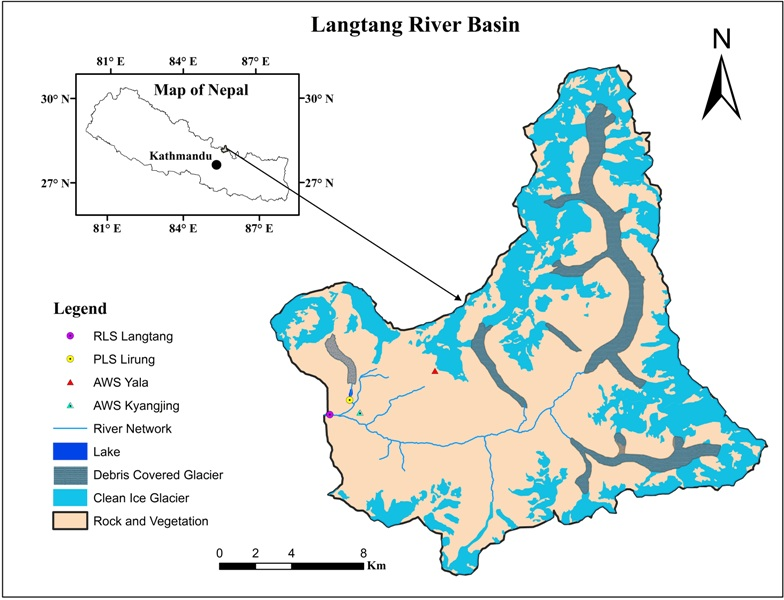 Langtang River Basin
N
81° E 84° E 87° E
30° N 30° N
Map of Nepal
Kathmandu
27° N 27° N
81° E 84° E 87° E
Legend
RLS Langtang
PLS Lirung
AWS Yala
AWS Kyangjing
River Network
Lake
Debris Covered Glacier
Clean Ice Glacier
Rock and Vegetation
0 2 4 8
Km